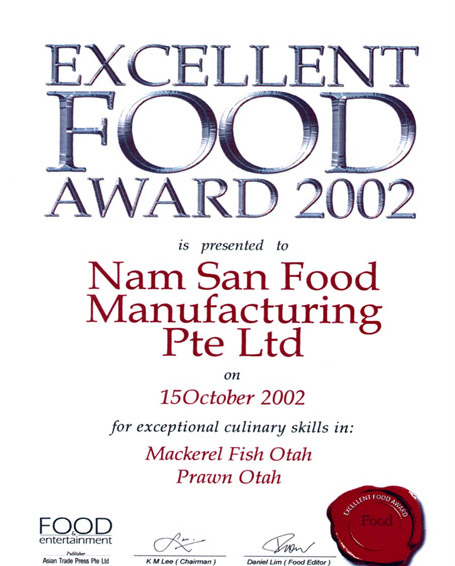 EXCELLENT
FOOD
AWARD 2002
is presented to
Nam San Food
Manufacturing
Pte Ltd
on
15October 2002
for exceptional culinary skills in:
Mackerel Fish Otah
Prawn Otah
EXCELLENT FOOD AWARD
Food
FOOD
& entertainment
Publisher
Asian Trade Press Pte Ltd
K M Lee ( Chairman )
Daniel Lim ( Food Editor )